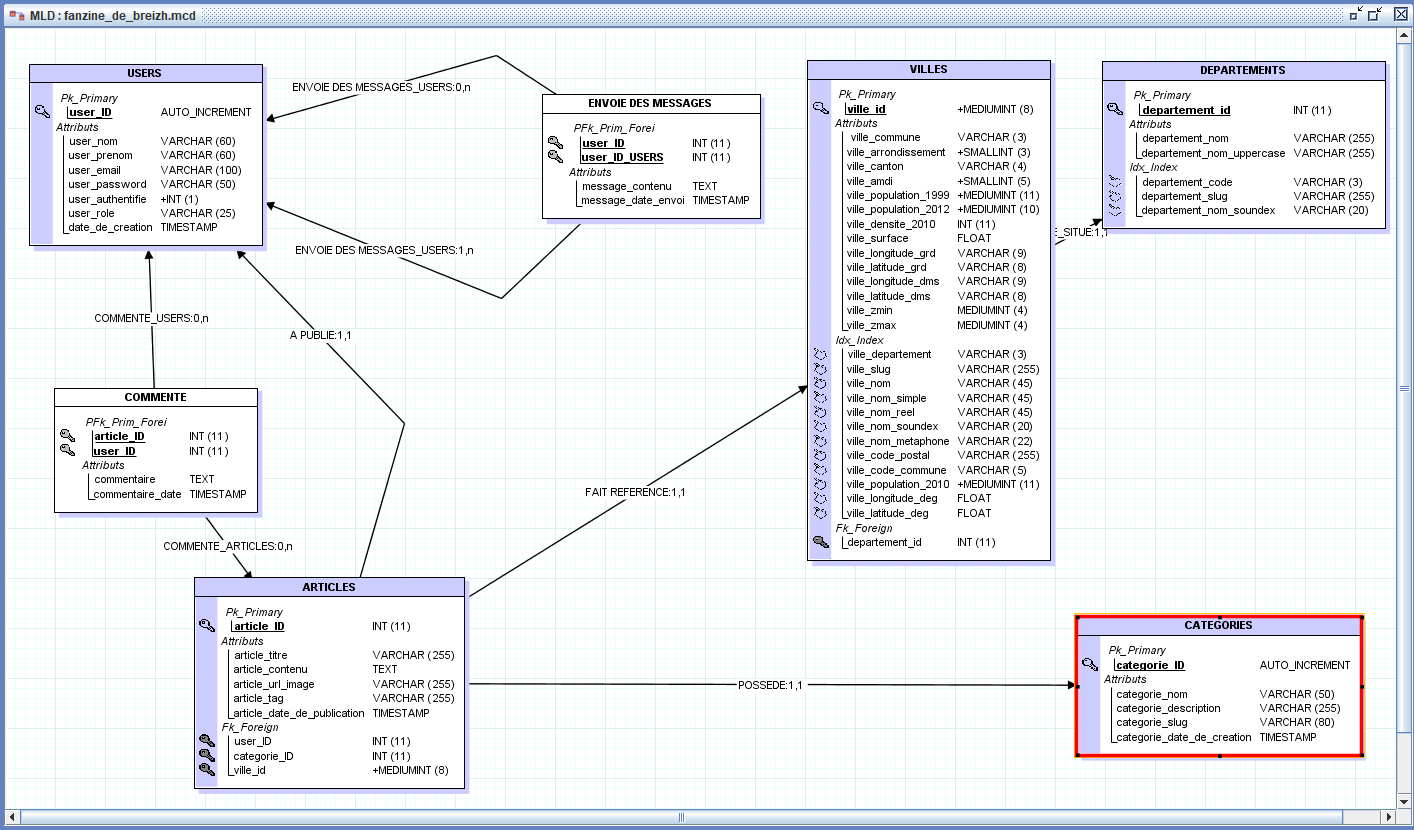 MLD : fanzine_de_breizh.mcd
USERS
Pk_Primary
user_ID AUTO_INCREMENT
Attributs
user_nom VARCHAR (60)
user_prenom VARCHAR (60)
user_email VARCHAR (100)
user_password VARCHAR (50)
user_authentifie +INT (1)
user_role VARCHAR (25)
date_de_creation TIMESTAMP
ENVOIE DES MESSAGES_USERS:0,n
ENVOIE DES MESSAGES
PFk_Prim_Forei
user_ID INT (11)
user_ID_USERS INT (11)
Attributs
message_contenu TEXT
message_date_envoi TIMESTAMP
ENVOIE DES MESSAGES_USERS:1,n
VILLES
Pk_Primary
ville_id +MEDIUMINT (8)
Attributs
ville_commune VARCHAR (3)
ville_arrondissement +SMALLINT (3)
ville_canton VARCHAR (4)
ville_amdi +SMALLINT (5)
ville_population_1999 +MEDIUMINT (11)
ville_population_2012 +MEDIUMINT (10)
ville_densite_2010 INT (11)
ville_surface FLOAT
ville_longitude_grd VARCHAR (9)
ville_latitude_grd VARCHAR (8)
ville_longitude_dms VARCHAR (9)
ville_latitude_dms VARCHAR (8)
ville_zmin MEDIUMINT (4)
ville_zmax MEDIUMINT (4)
Idx_Index
ville_departement VARCHAR (3)
ville_slug VARCHAR (255)
ville_nom VARCHAR (45)
ville_nom_simple VARCHAR (45)
ville_nom_reel VARCHAR (45)
ville_nom_soundex VARCHAR (20)
ville_nom_metaphone VARCHAR (22)
ville_code_postal VARCHAR (255)
ville_code_commune VARCHAR (5)
ville_population_2010 +MEDIUMINT (11)
ville_longitude_deg FLOAT
ville_latitude_deg FLOAT
Fk_Foreign
departement_id INT (11)
E_SITUE:1,1
DEPARTEMENTS
Pk_Primary
departement_id INT (11)
Attributs
departement_nom VARCHAR (255)
departement_nom_uppercase VARCHAR (255)
Idx_Index
departement_code VARCHAR (3)
departement_slug VARCHAR (255)
departement_nom_soundex VARCHAR (20)
COMMENTE_USERS:0,n
A PUBLIE:1,1
COMMENTE
PFk_Prim_Forei
article_ID INT (11)
user_ID INT (11)
Attributs
commentaire TEXT
commentaire_date TIMESTAMP
COMMENTE_ARTICLES:0,n
FAIT REFERENCE:1,1
ARTICLES
Pk_Primary
article_ID INT (11)
Attributs
article_titre VARCHAR (255)
article_contenu TEXT
article_url_image VARCHAR (255)
article_tag VARCHAR (255)
article_date_de_publication TIMESTAMP
Fk_Foreign
user_ID INT (11)
categorie_ID INT (11)
ville_id +MEDIUMINT (8)
POSSEDE:1,1
CATEGORIES
Pk_Primary
categorie_ID AUTO_INCREMENT
Attributs
categorie_nom VARCHAR (50)
categorie_description VARCHAR (255)
categorie_slug VARCHAR (80)
categorie_date_de_creation TIMESTAMP